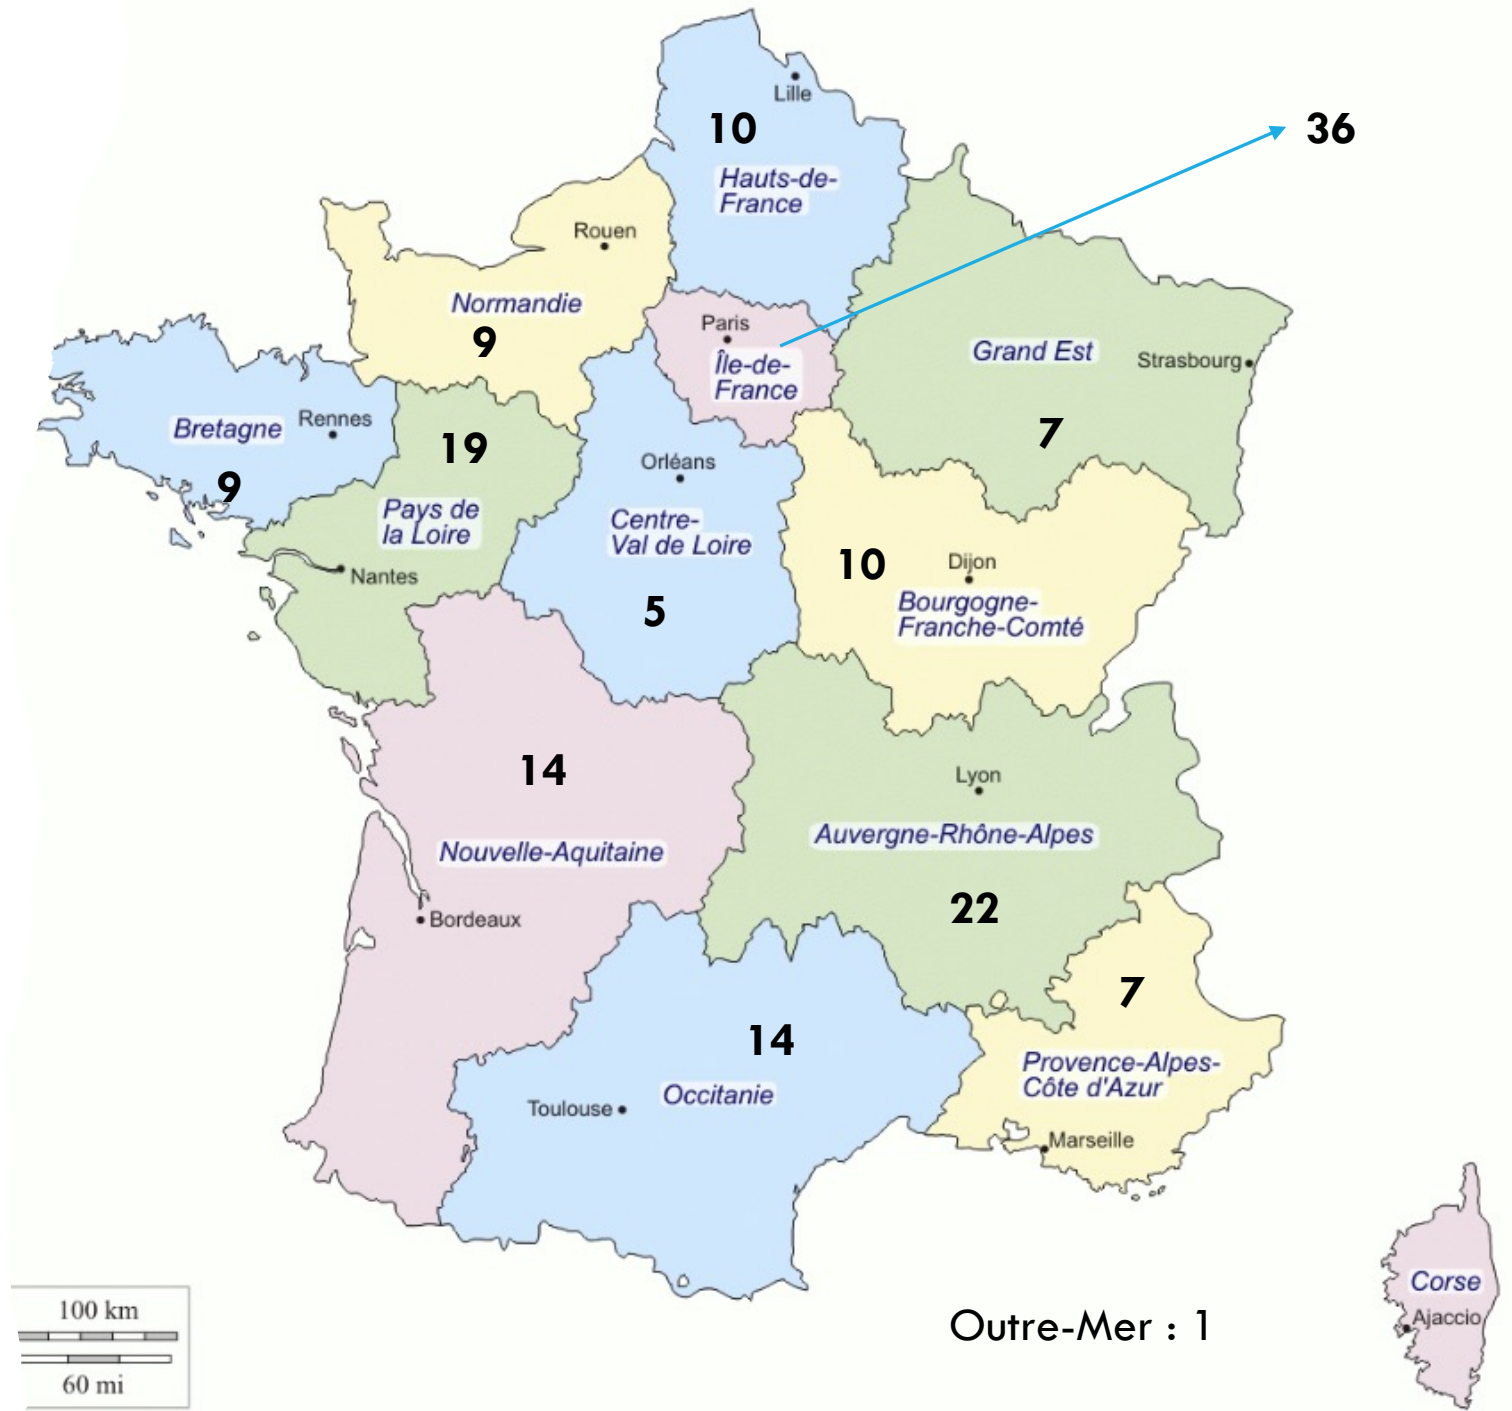 Lille
10
36
Hauts-de-
France
Rouen
Normandie
9
Paris
Île-de-
France
Grand Est
Strasbourg
7
Bretagne
Rennes
9
19
Pays de
la Loire
Nantes
Orléans
Centre-
Val de Loire
5
10
Dijon
Bourgogne-
Franche-Comté
14
Nouvelle-Aquitaine
Bordeaux
Lyon
Auvergne-Rhône-Alpes
22
7
Provence-Alpes-
Côte d'Azur
Marseille
14
Occitanie
Toulouse
Corse
Ajaccio
Outre-Mer : 1
100 km
60 mi